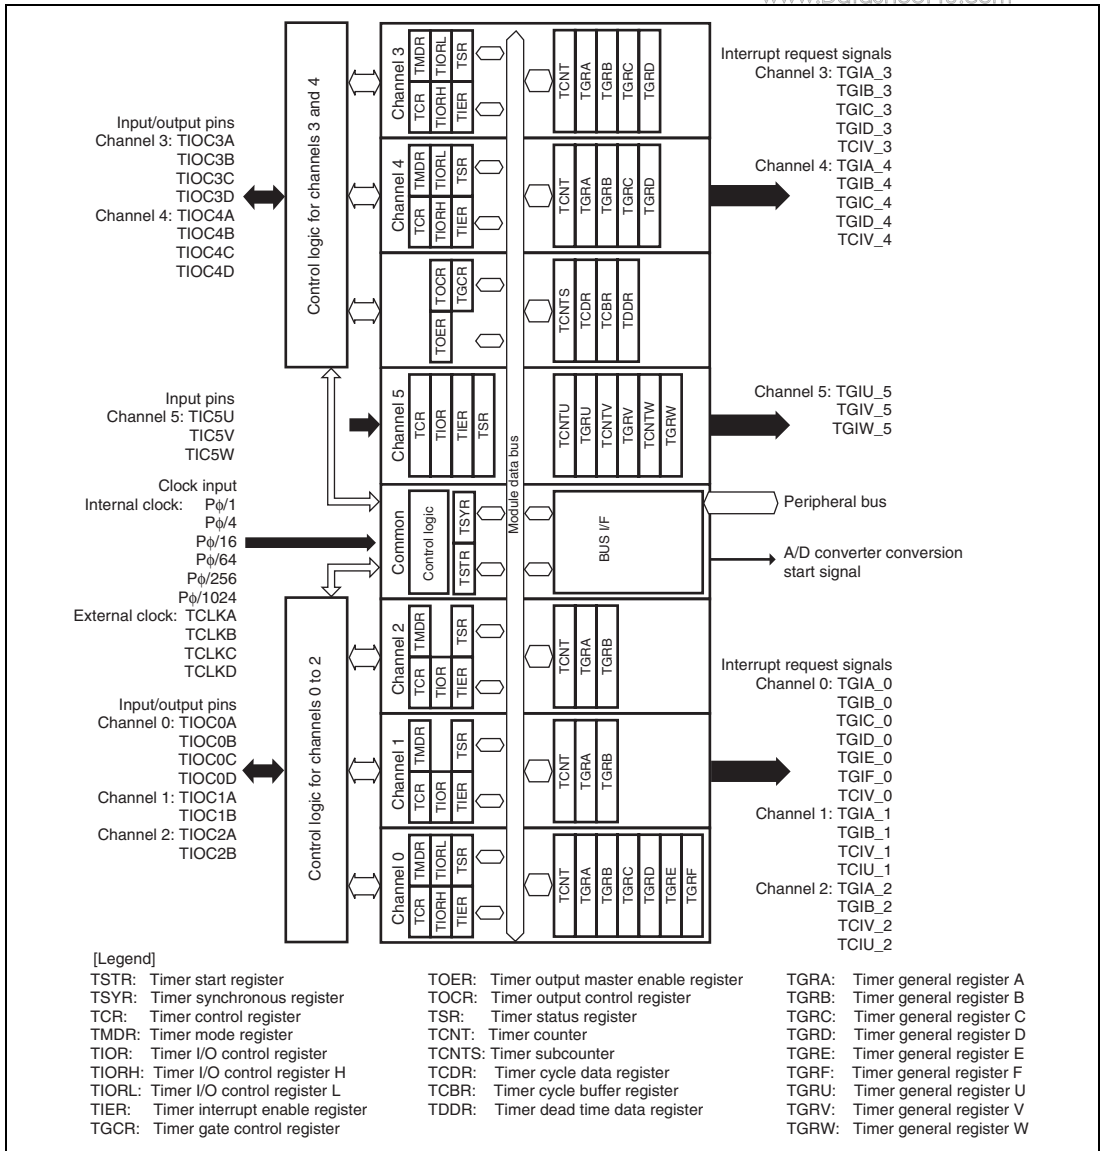 Input/output pins
Channel 3: TIOC3A
TIOC3B
TIOC3C
TIOC3D
Channel 4: TIOC4A
TIOC4B
TIOC4C
TIOC4D
Input pins
Channel 5: TIC5U
TIC5V
TIC5W
Clock input
Internal clock: Pφ/1
Pφ/4
Pφ/16
Pφ/64
Pφ/256
Pφ/1024
External clock: TCLKA
TCLKB
TCLKC
TCLKD
Input/output pins
Channel 0: TIOC0A
TIOC0B
TIOC0C
TIOC0D
Channel 1: TIOC1A
TIOC1B
Channel 2: TIOC2A
TIOC2B
Control logic for channels 3 and 4
Control logic for channels 0 to 2
Channel 3
TCR
TMDR
TIORH
TIORL
TIER
TSR
TCNT
TGRA
TGRB
TGRC
TGRD
Channel 4
TCR
TMDR
TIORH
TIORL
TIER
TSR
TCNT
TGRA
TGRB
TGRC
TGRD
TOER
TOCR
TGCR
TCNTS
TCDR
TCBR
TDDR
Channel 5
TCR
TIOR
TIER
TSR
TCNTU
TGRU
TCNTV
TGRV
TCNTW
TGRW
Module data bus
Common
Control logic
TSTR
TSYR
BUS I/F
Channel 2
TCR
TMDR
TIOR
TIER
TSR
TCNT
TGRA
TGRB
Channel 1
TCR
TMDR
TIOR
TIER
TSR
TCNT
TGRA
TGRB
Channel 0
TCR
TMDR
TIORH
TIORL
TIER
TSR
TCNT
TGRA
TGRB
TGRC
TGRD
TGRE
TGRF
Interrupt request signals
Channel 3: TGIA_3
TGIB_3
TGIC_3
TGID_3
TCIV_3
Channel 4: TGIA_4
TGIB_4
TGIC_4
TGID_4
TCIV_4
Channel 5: TGIU_5
TGIV_5
TGIW_5
Peripheral bus
A/D converter conversion
start signal
Interrupt request signals
Channel 0: TGIA_0
TGIB_0
TGIC_0
TGID_0
TGIE_0
TGIF_0
TCIV_0
Channel 1: TGIA_1
TGIB_1
TCIV_1
TCIU_1
Channel 2: TGIA_2
TGIB_2
TCIV_2
TCIU_2
[Legend]
TSTR: Timer start register
TSYR: Timer synchronous register
TCR: Timer control register
TMDR: Timer mode register
TIOR: Timer I/O control register
TIORH: Timer I/O control register H
TIORL: Timer I/O control register L
TIER: Timer interrupt enable register
TGCR: Timer gate control register
TOER: Timer output master enable register
TOCR: Timer output control register
TSR: Timer status register
TCNT: Timer counter
TCNTS: Timer subcounter
TCDR: Timer cycle data register
TCBR: Timer cycle buffer register
TDDR: Timer dead time data register
TGRA: Timer general register A
TGRB: Timer general register B
TGRC: Timer general register C
TGRD: Timer general register D
TGRE: Timer general register E
TGRF: Timer general register F
TGRU: Timer general register U
TGRV: Timer general register V
TGRW: Timer general register W